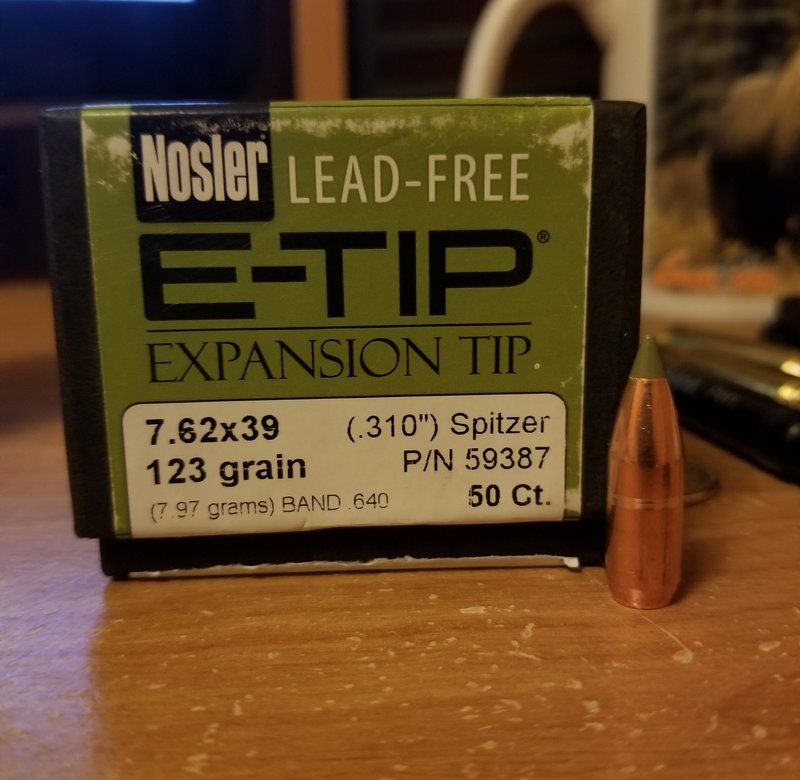 Nosler® LEAD-FREE
E-TIP®
EXPANSION TIP.
7.62x39 (.310") Spitzer
123 grain P/N 59387
(7.97 grams) BAND .640 50 Ct.